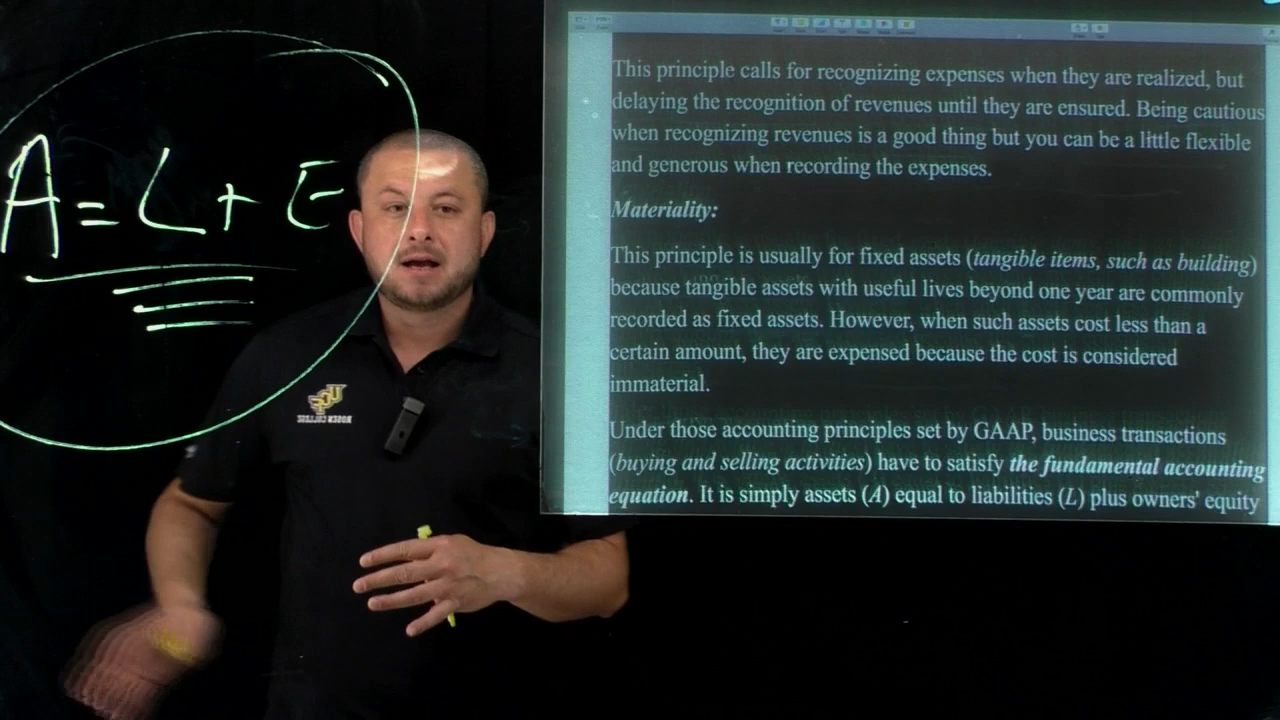 A = L + E
UCF
ROSEN COLLEGE
This principle calls for recognizing expenses when they are realized, but
delaying the recognition of revenues until they are ensured. Being cautious
when recognizing revenues is a good thing but you can be a little flexible
and generous when recording the expenses.
Materiality:
This principle is usually for fixed assets (tangible items, such as building)
because tangible assets with useful lives beyond one year are commonly
recorded as fixed assets. However, when such assets cost less than a
certain amount, they are expensed because the cost is considered
immaterial.
Under those accounting principles set by GAAP, business transactions
(buying and selling activities) have to satisfy the fundamental accounting
equation. It is simply assets (A) equal to liabilities (L) plus owners' equity